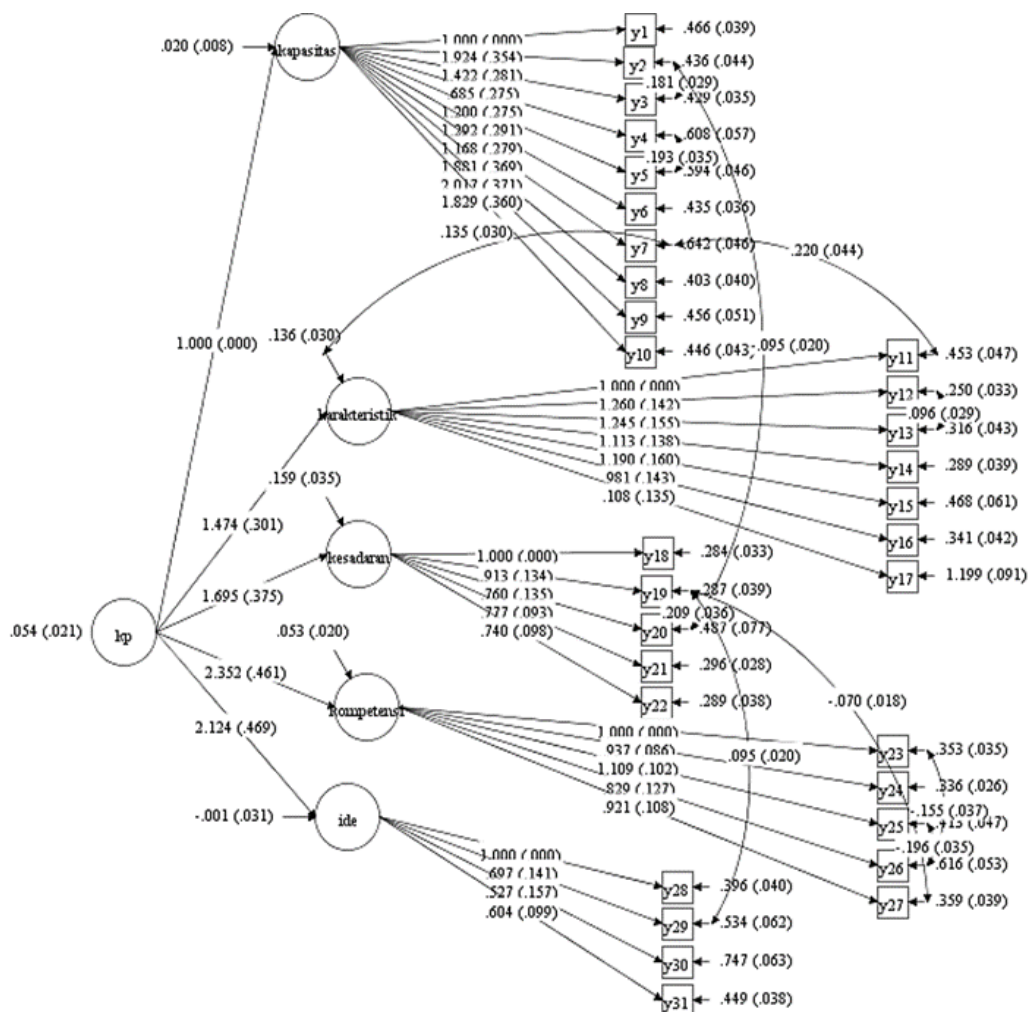 .020 (.008)
akapasitas
1.000 (.000)
1.924 (.354)
1.422 (.281)
.685 (.275)
1.200 (.275)
1.292 (.291)
1.168 (.279)
1.881 (.369)
2.017 (.371)
1.829 (.360)
y1 .466 (.039)
y2 .436 (.044)
.181 (.029)
y3 .429 (.035)
y4 .608 (.057)
.193 (.035)
y5 .594 (.046)
y6 .435 (.036)
y7 .642 (.046)
y8 .403 (.040)
y9 .456 (.051)
y10 .446 (.043)
.135 (.030)
.220 (.044)
-.095 (.020)
1.000 (.000)
.136 (.030)
karakteristik
1.000 (.000)
1.260 (.142)
1.245 (.155)
1.113 (.138)
1.190 (.160)
.981 (.143)
.108 (.135)
y11 .453 (.047)
y12 .250 (.033)
.096 (.029)
y13 .316 (.043)
y14 .289 (.039)
y15 .468 (.061)
y16 .341 (.042)
y17 1.199 (.091)
.159 (.035)
1.474 (.301)
kesadaran
1.000 (.000)
.913 (.134)
.760 (.135)
.777 (.093)
.740 (.098)
y18 .284 (.033)
y19 .287 (.039)
.209 (.036)
y20 .487 (.077)
y21 .296 (.028)
y22 .289 (.038)
1.695 (.375)
.054 (.021)
kp
.053 (.020)
2.352 (.461)
kompetensi
1.000 (.000)
.937 (.086)
1.109 (.102)
.829 (.127)
.921 (.108)
-.070 (.018)
.095 (.020)
y23 .353 (.035)
y24 .336 (.026)
-.155 (.037)
y25 .415 (.047)
-.196 (.035)
y26 .616 (.053)
y27 .359 (.039)
2.124 (.469)
-.001 (.031)
ide
1.000 (.000)
.697 (.141)
.527 (.157)
.604 (.099)
y28 .396 (.040)
y29 .534 (.062)
y30 .747 (.063)
y31 .449 (.038)